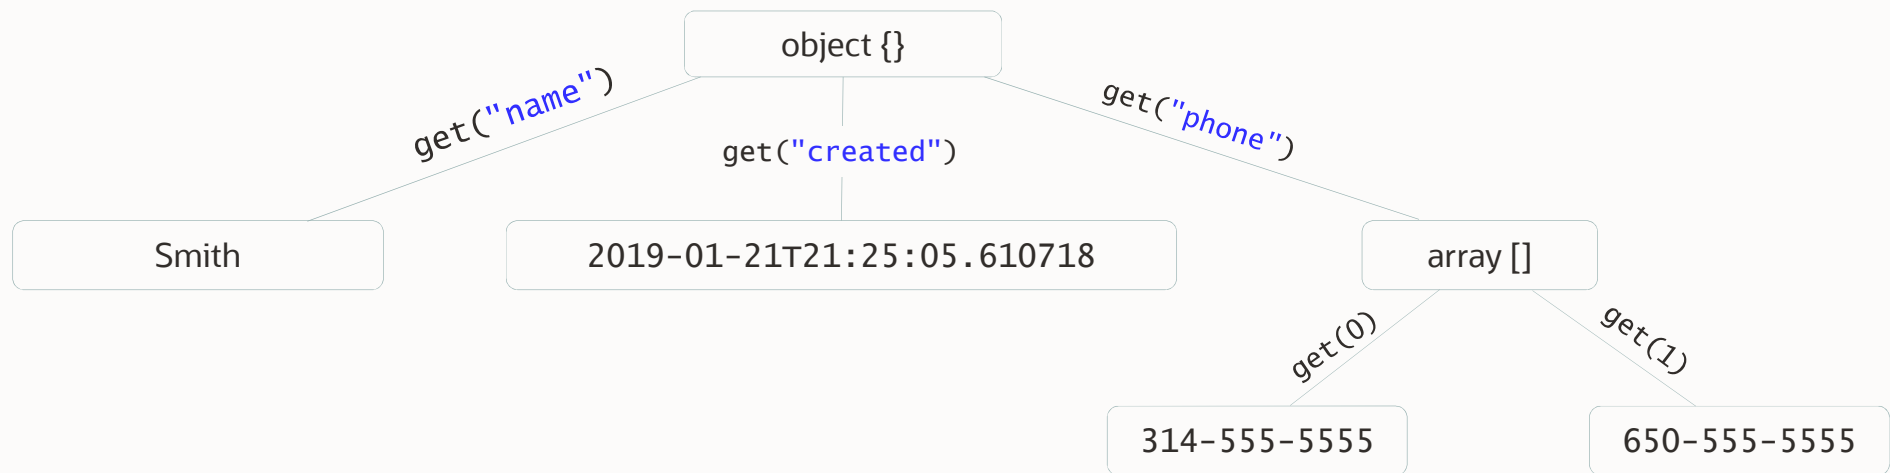 object {}
get("name")
get("created")
get("phone")
Smith
2019-01-21T21:25:05.610718
array []
get(0)
get(1)
314-555-5555
650-555-5555